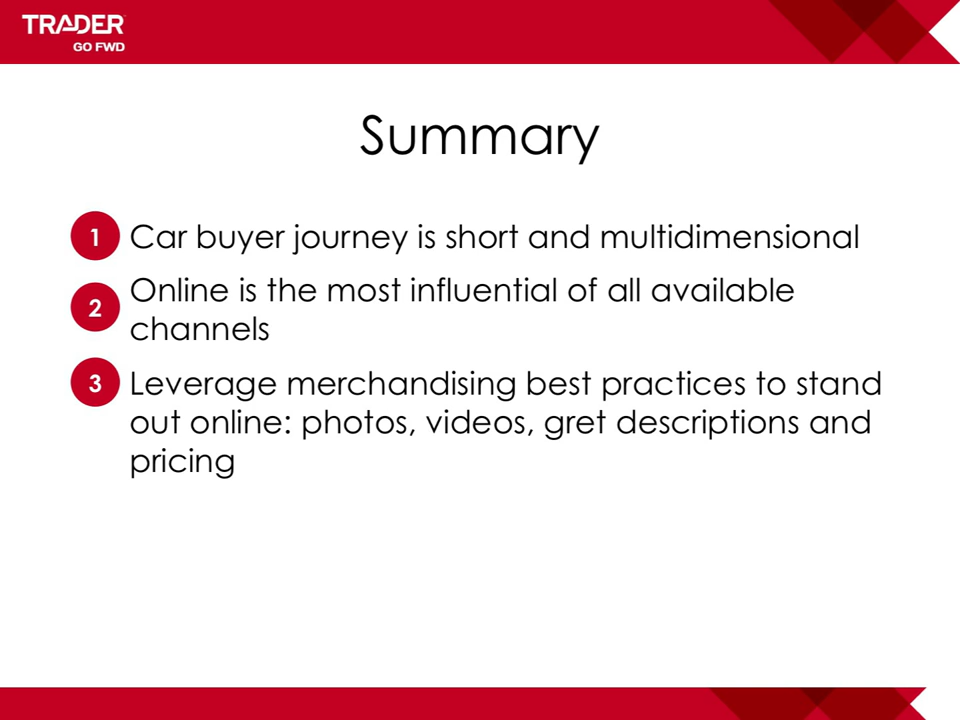 TRADER
GO FWD
Summary
1 Car buyer journey is short and multidimensional
2 Online is the most influential of all available
channels
3 Leverage merchandising best practices to stand
out online: photos, videos, gret descriptions and
pricing